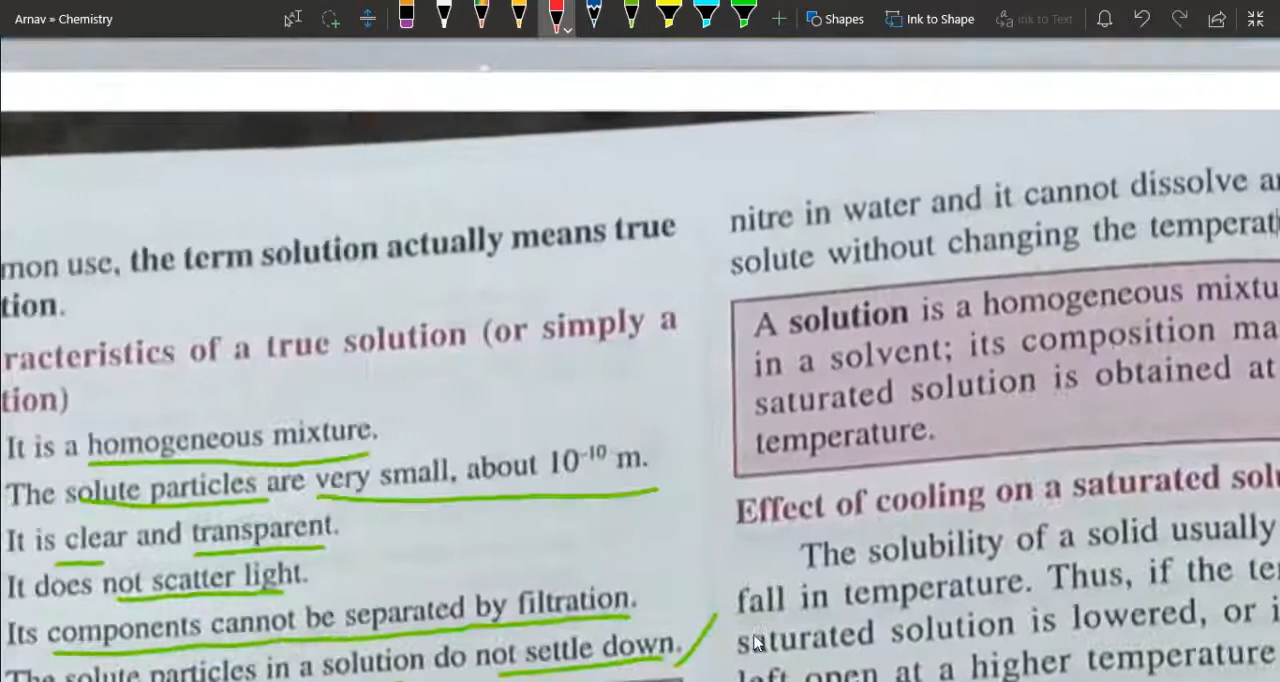 Arnav » Chemistry
Shapes
Ink to Shape
Ink to Text
mon use, the term solution actually means true
tion.
racteristics of a true solution (or simply a
tion)
It is a homogeneous mixture.
The solute particles are very small, about 10⁻¹⁰ m.
It is clear and transparent.
It does not scatter light.
Its components cannot be separated by filtration.
The solute particles in a solution do not settle down.
nitre in water and it cannot dissolve
solute without changing the temperat
A solution is a homogeneous mixtu
in a solvent; its composition ma
saturated solution is obtained at
temperature.
Effect of cooling on a saturated solu
The solubility of a solid usually
fall in temperature. Thus, if the te
saturated solution is lowered, or i
left open at a higher temperature